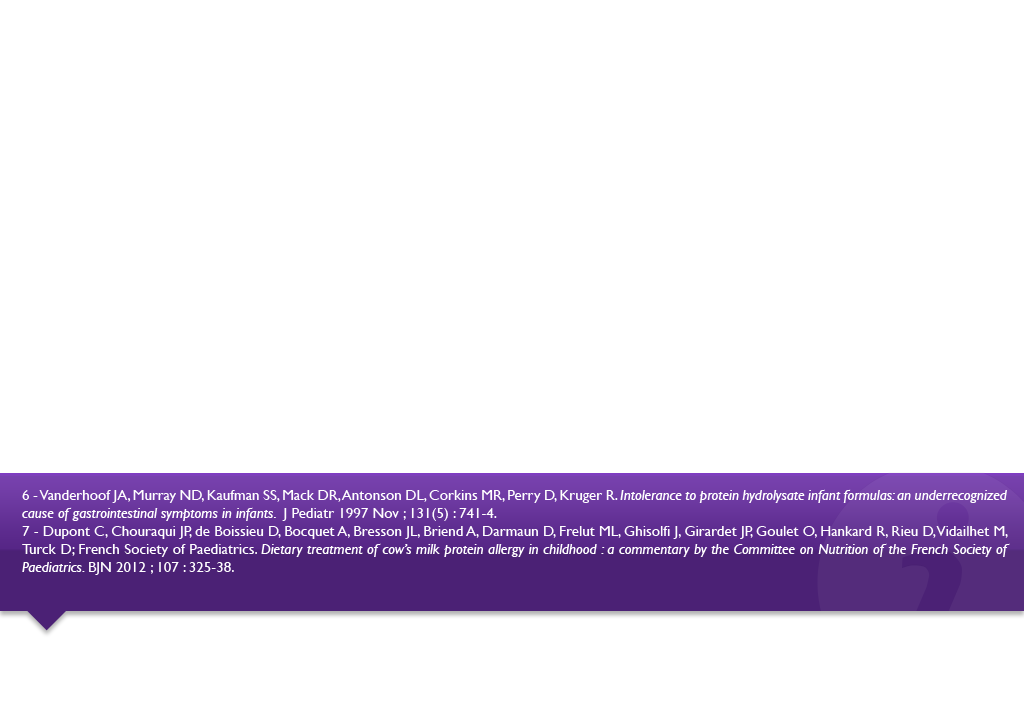 6 - Vanderhoof JA, Murray ND, Kaufman SS, Mack DR, Antonson DL, Corkins MR, Perry D, Kruger R. Intolerance to protein hydrolysate infant formulas: an underrecognized
cause of gastrointestinal symptoms in infants. J Pediatr 1997 Nov ; 131(5) : 741-4.
7 - Dupont C, Chouraqui JP, de Boissieu D, Bocquet A, Bresson JL, Briend A, Darmaun D, Frelut ML, Ghisolfi J, Girardet JP, Goulet O, Hankard R, Rieu D, Vidailhet M,
Turck D; French Society of Paediatrics. Dietary treatment of cow's milk protein allergy in childhood : a commentary by the Committee on Nutrition of the French Society of
Paediatrics. BJN 2012 ; 107 : 325-38.